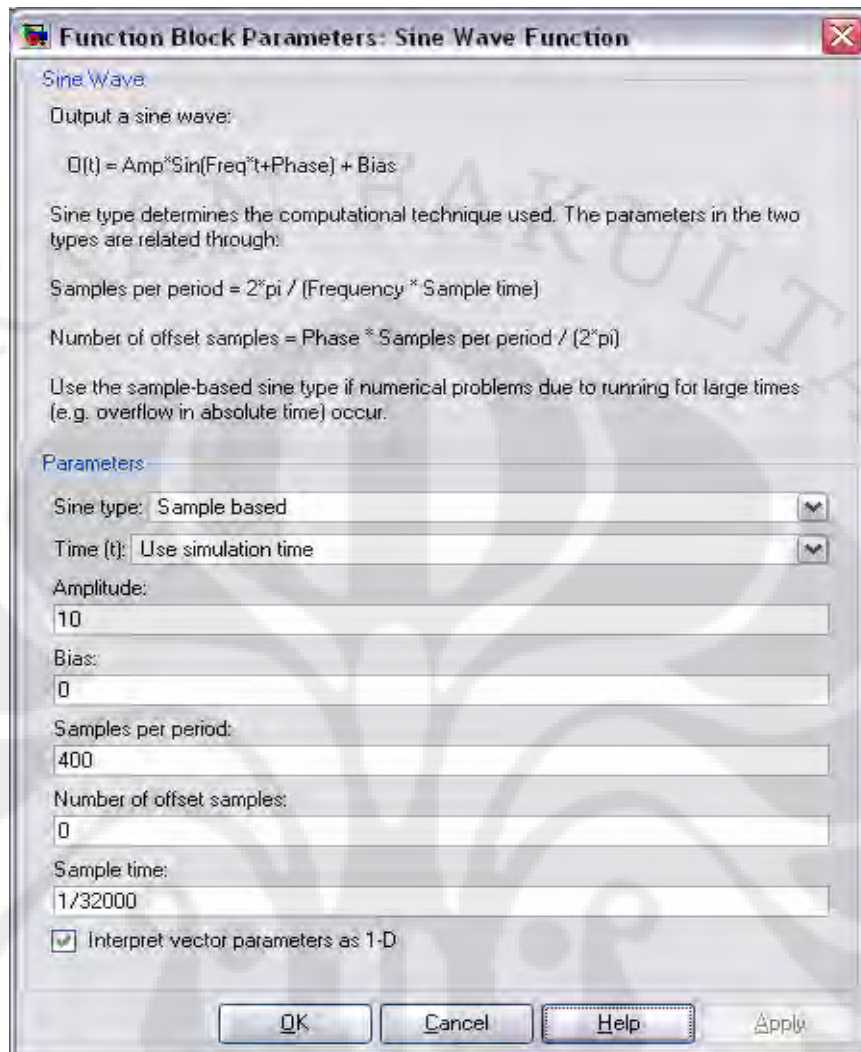 Function Block Parameters: Sine Wave Function
Sine Wave
Output a sine wave:
O(t) = Amp*Sin(Freq*t+Phase) + Bias
Sine type determines the computational technique used. The parameters in the two
types are related through:
Samples per period = 2*pi / (Frequency * Sample time)
Number of offset samples = Phase * Samples per period / (2*pi)
Use the sample-based sine type if numerical problems due to running for large times
(e.g. overflow in absolute time) occur.
Parameters
Sine type: Sample based
Time (t): Use simulation time
Amplitude:
10
Bias:
0
Samples per period:
400
Number of offset samples:
0
Sample time:
1/32000
Interpret vector parameters as 1-D
OK Cancel Help Apply